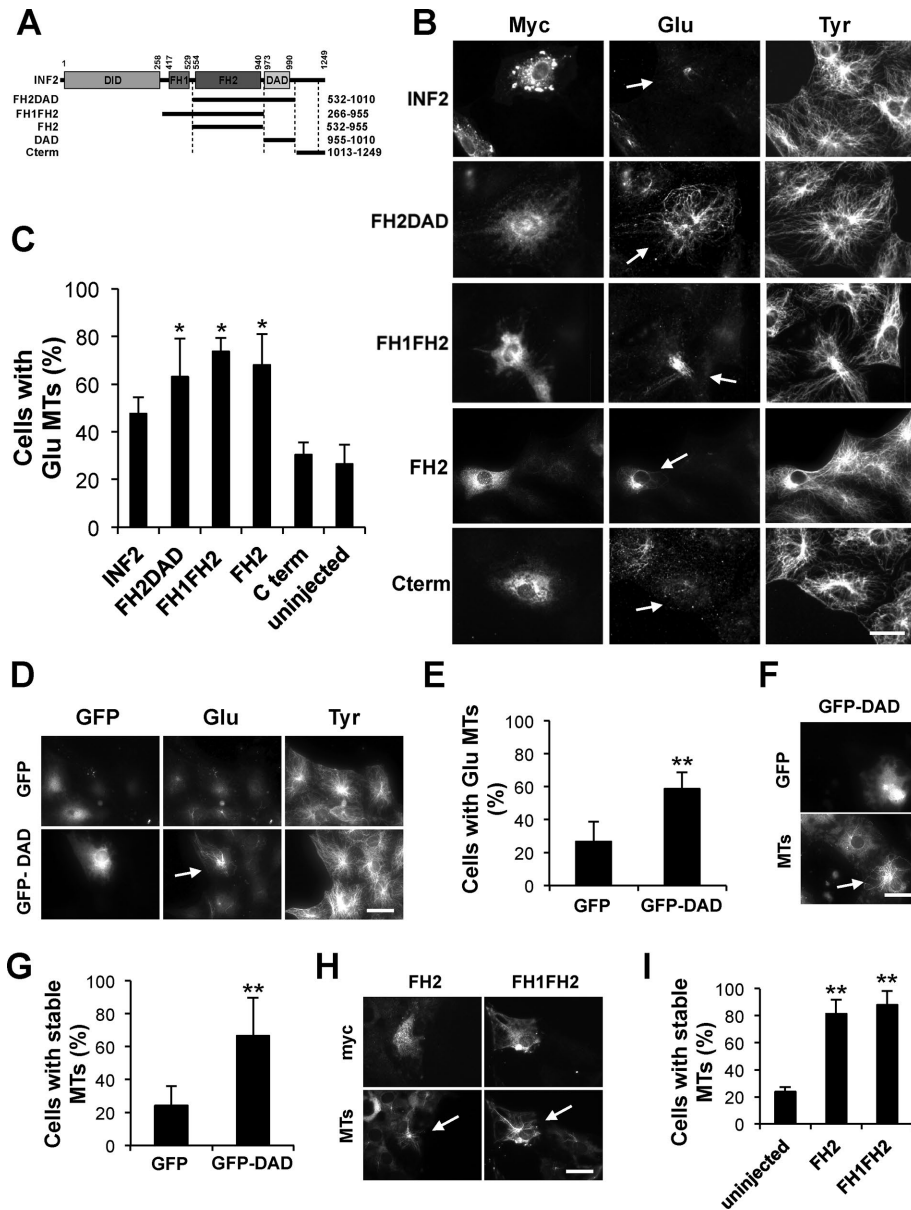 A
1 258 417 529 554 940 973 990 1249
INF2 DID FH1 FH2 DAD
FH2DAD 532-1010
FH1FH2 266-955
FH2 532-955
DAD 955-1010
Cterm 1013-1249
B
Myc Glu Tyr
INF2
FH2DAD
FH1FH2
FH2
Cterm
C
Cells with
Glu MTs (%)
100
80
60
40
20
0
* * *
INF2 FH2DAD FH1FH2 FH2 C term uninjected
D
GFP Glu Tyr
GFP
GFP- DAD
E
Cells with Glu MTs
(%)
100
80
60
40
20
0
**
GFP GFP-DAD
F
GFP-DAD
GFP
MTs
G
Cells with stable
MTs (%)
100
80
60
40
20
0
**
GFP GFP-DAD
H
FH2 FH1FH2
myc
MTs
I
Cells with stable
MTs (%)
100
80
60
40
20
0
** **
uninjected FH2 FH1FH2